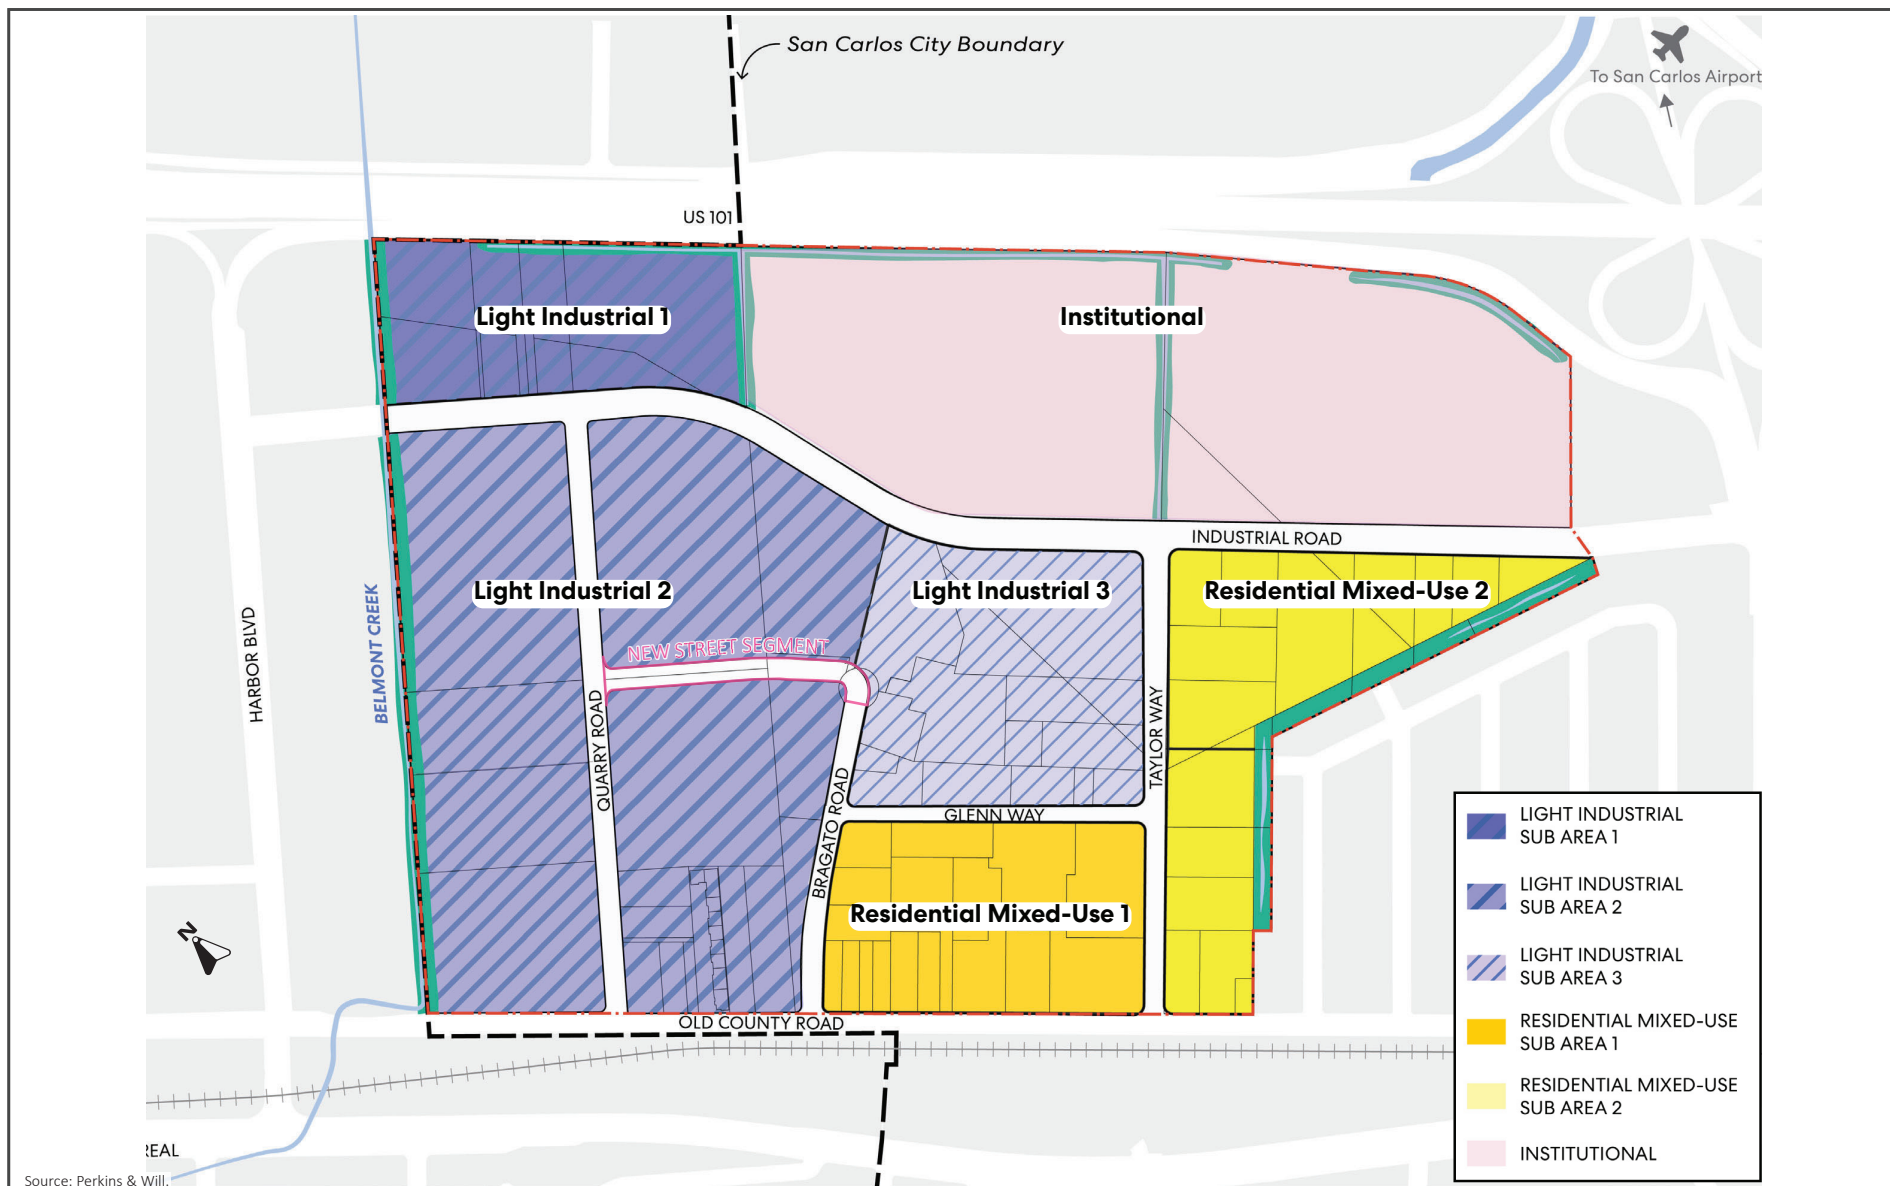 San Carlos City Boundary
To San Carlos Airport
US 101
Light Industrial 1
Institutional
INDUSTRIAL ROAD
Light Industrial 2
Light Industrial 3
Residential Mixed-Use 2
NEW STREET SEGMENT
HARBOR BLVD
BELMONT CREEK
QUARRY ROAD
TAYLOR WAY
BRAGATO ROAD
GLENN WAY
Residential Mixed-Use 1
N
OLD COUNTY ROAD
LIGHT INDUSTRIAL
SUB AREA 1
LIGHT INDUSTRIAL
SUB AREA 2
LIGHT INDUSTRIAL
SUB AREA 3
RESIDENTIAL MIXED-USE
SUB AREA 1
RESIDENTIAL MIXED-USE
SUB AREA 2
INSTITUTIONAL
REAL
Source: Perkins & Will.